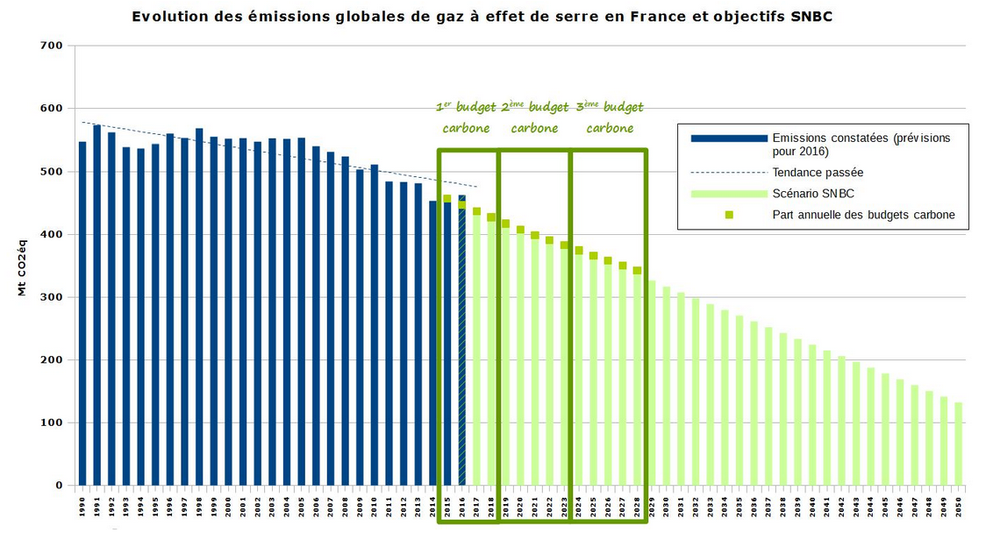 Evolution des émissions globales de gaz à effet de serre en France et objectifs SNBC
700
600
500
400
300
200
100
0
Mt CO2éq
1er budget carbone
2ème budget carbone
3ème budget carbone
Emissions constatées (prévisions
pour 2016)
Tendance passée
Scénario SNBC
Part annuelle des budgets carbone
1990 1991 1992 1993 1994 1995 1996 1997 1998 1999 2000 2001 2002 2003 2004 2005 2006 2007 2008 2009 2010 2011 2012 2013 2014 2015 2016 2017 2018 2019 2020 2021 2022 2023 2024 2025 2026 2027 2028 2029 2030 2031 2032 2033 2034 2035 2036 2037 2038 2039 2040 2041 2042 2043 2044 2045 2046 2047 2048 2049 2050